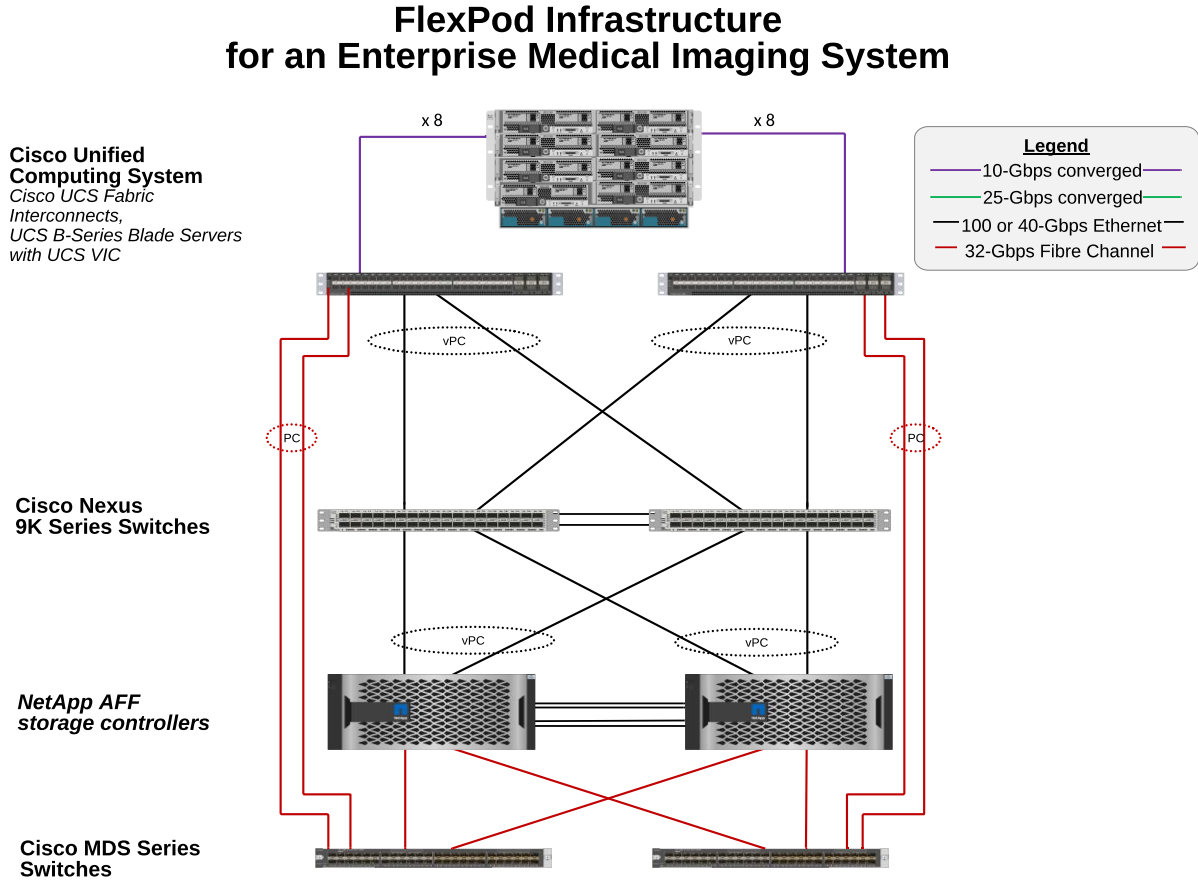 FlexPod Infrastructure
for an Enterprise Medical Imaging System
x 8
x 8
Cisco Unified
Computing System
Cisco UCS Fabric
Interconnects,
UCS B-Series Blade Servers
with UCS VIC
Legend
10-Gbps converged
25-Gbps converged
100 or 40-Gbps Ethernet
32-Gbps Fibre Channel
vPC
vPC
PC
PC
Cisco Nexus
9K Series Switches
vPC
vPC
NetApp AFF
storage controllers
Cisco MDS Series
Switches